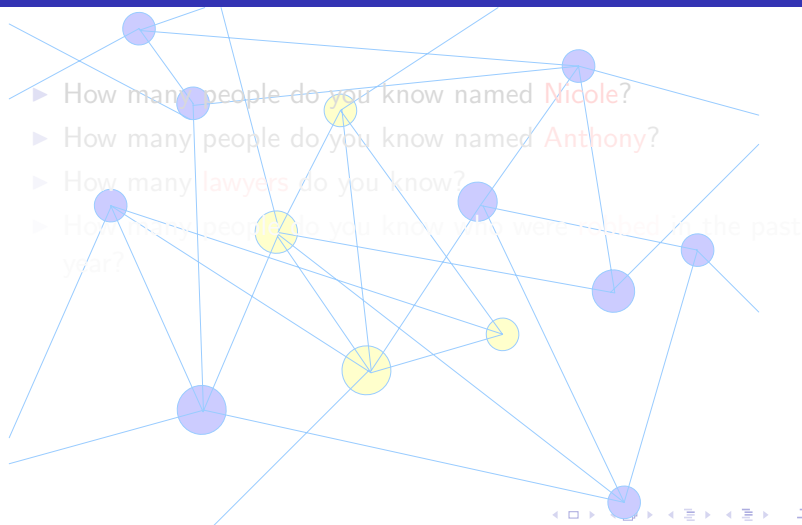 How many people do you know named Nicole?
How many people do you know named Anthony?
How many lawyers do you know?
How many people do you know who were robbed in the past
year?